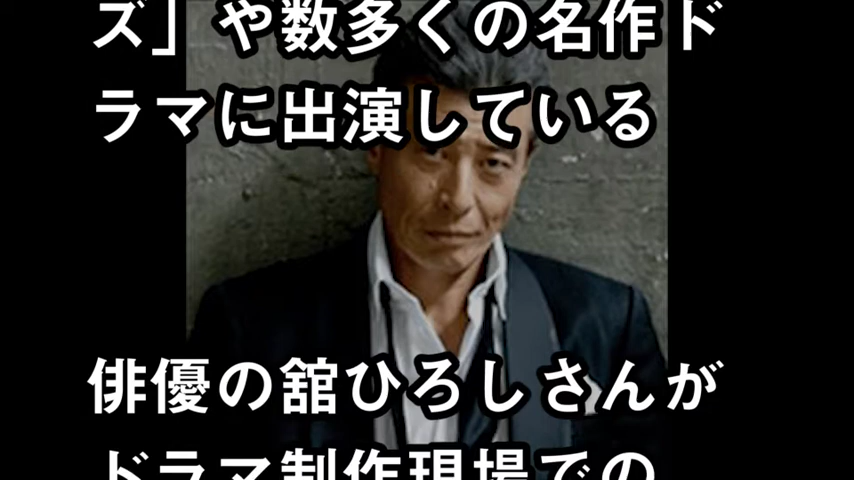 ズ」や数多くの名作ド
ラマに出演している
俳優の舘ひろしさんが
ドラマ制作現場での